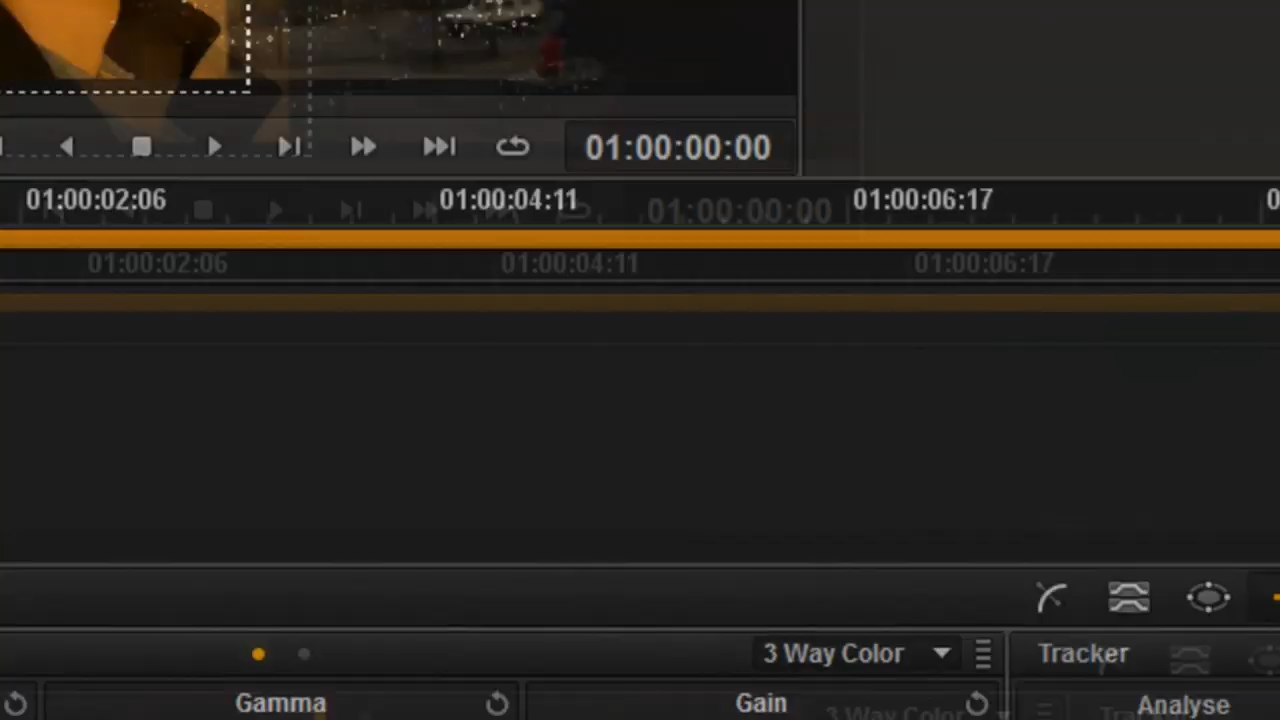 01:00:00:00
01:00:02:06 01:00:04:11 01:00:06:17 0
01:00:00:00
01:00:02:06 01:00:04:11 01:00:06:17
3 Way Color Tracker
Gamma Gain Analyse
3 Way Color